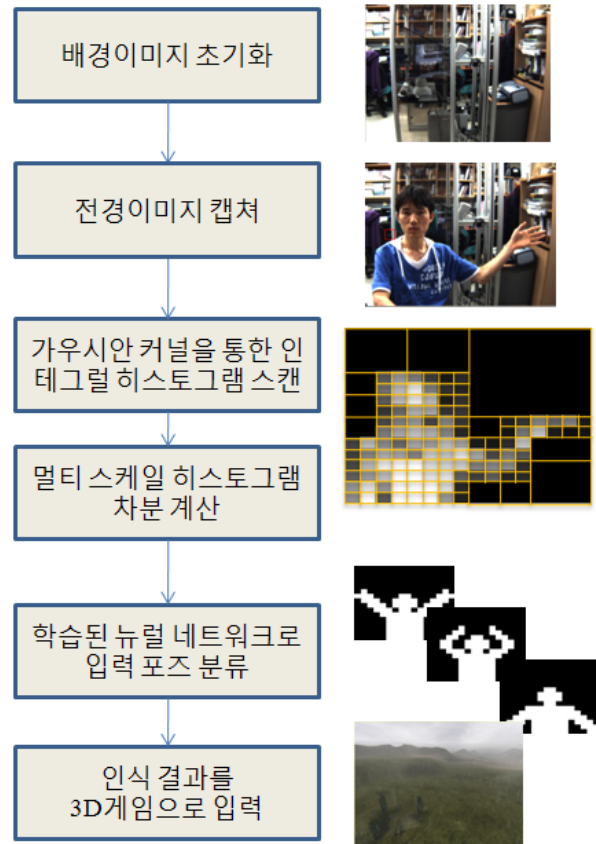 배경이미지 초기화
전경이미지 캡쳐
가우시안 커널을 통한 인
테그럴 히스토그램 스캔
멀티 스케일 히스토그램
차분 계산
학습된 뉴럴 네트워크로
입력 포즈 분류
인식 결과를
3D게임으로 입력